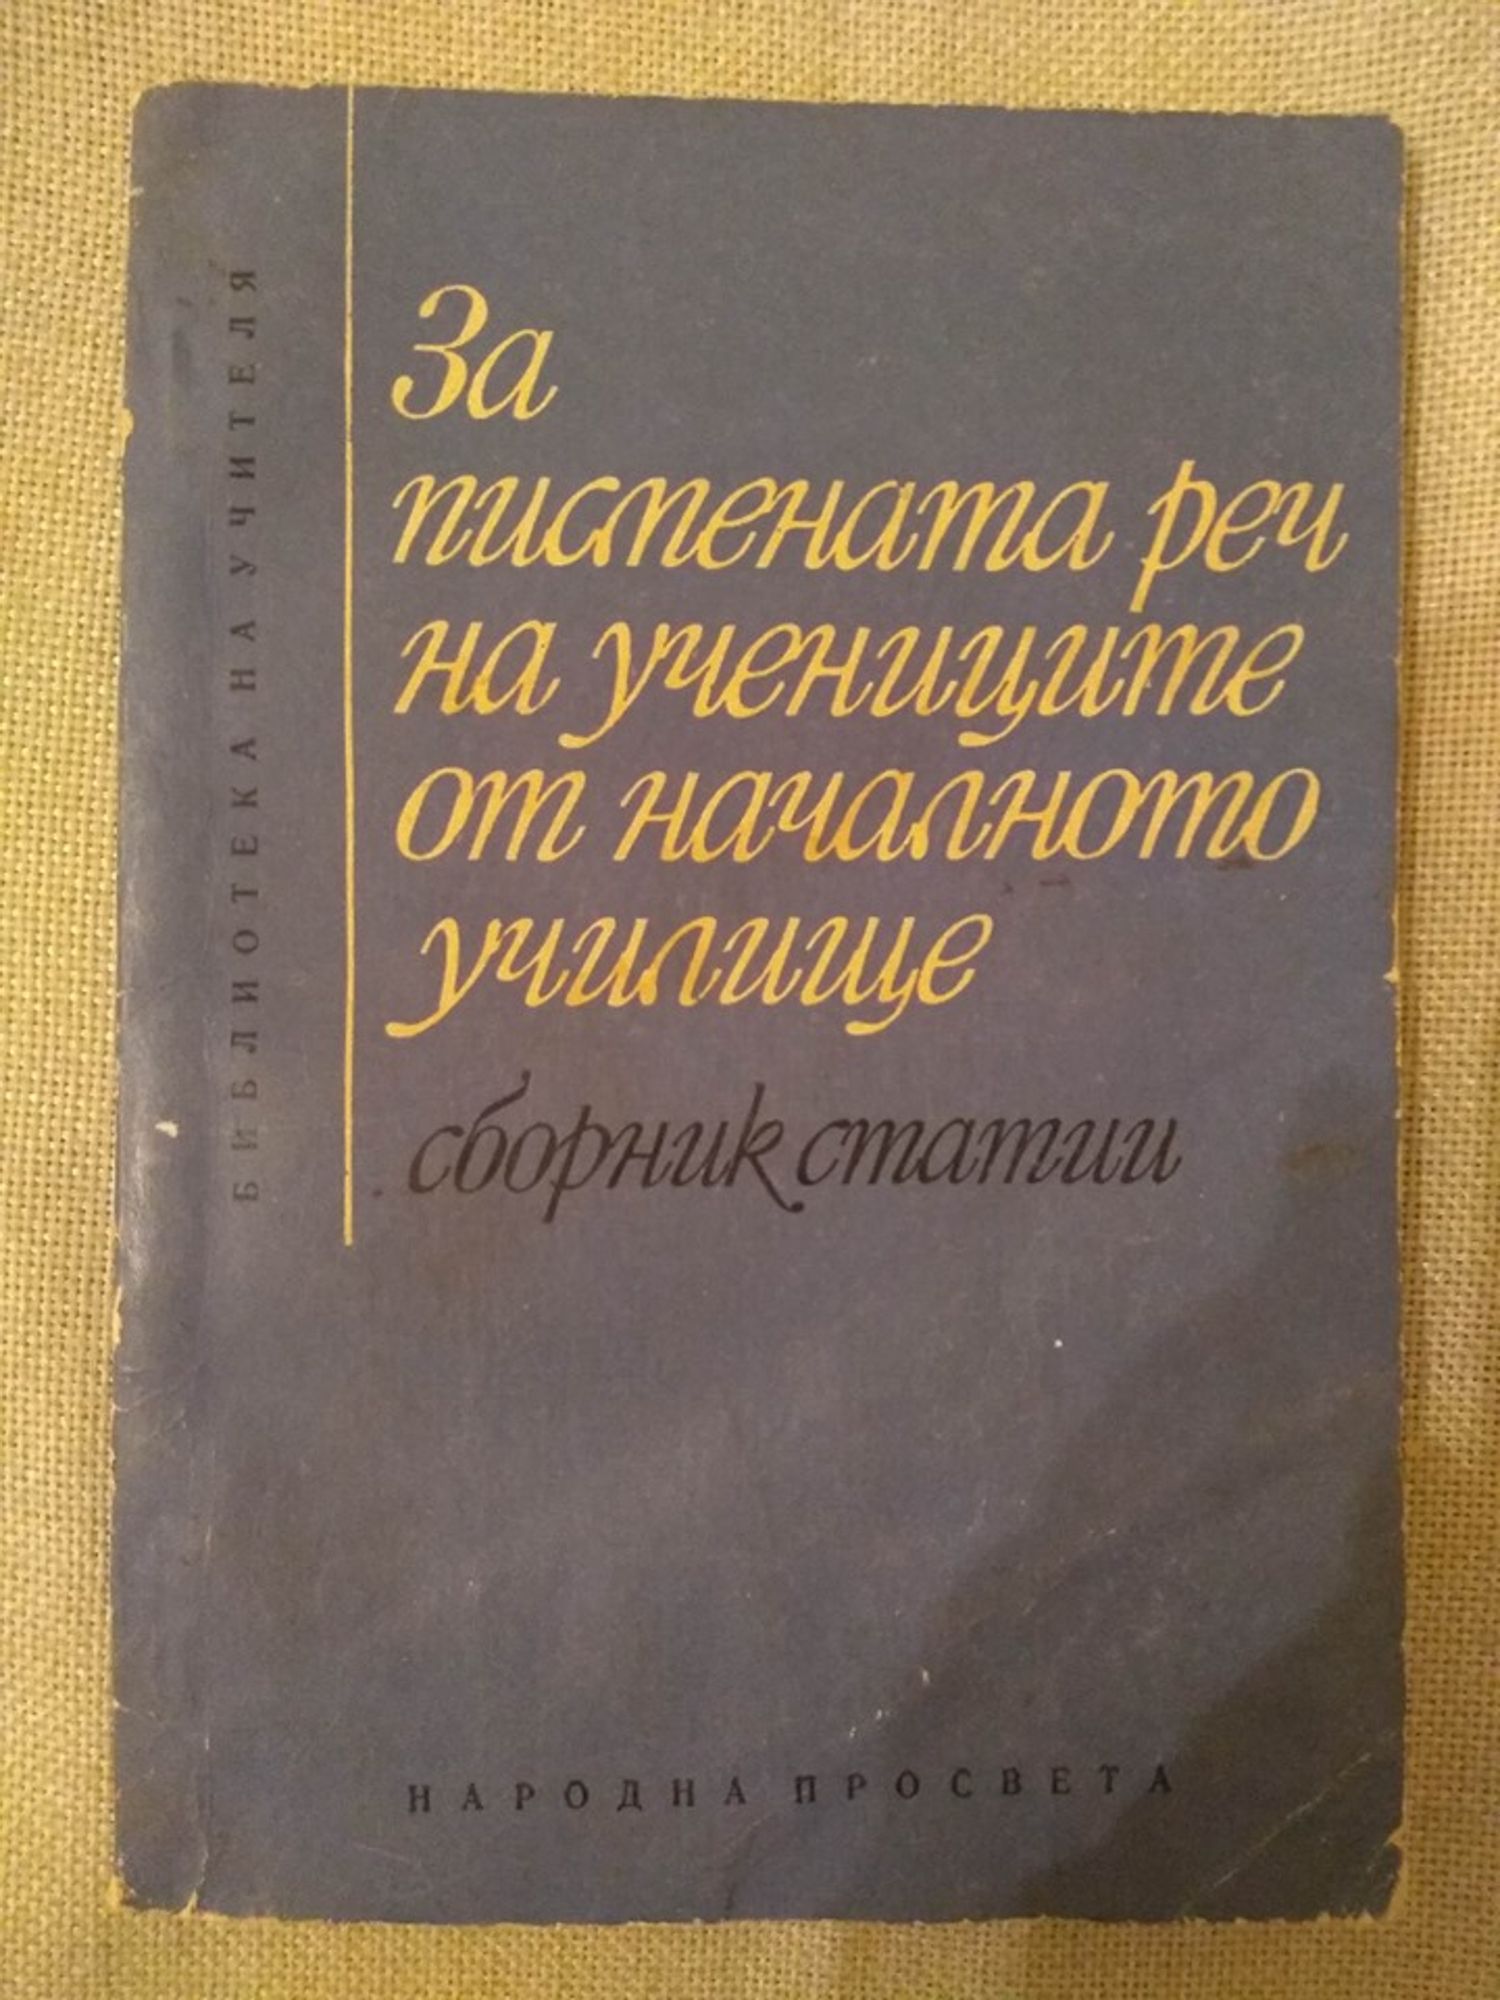 БИБЛИОТЕКА НА УЧИТЕЛЯ
За
писмената реч
на учениците
от началното
училище
сборник статии
НАРОДНА ПРОСВЕТА